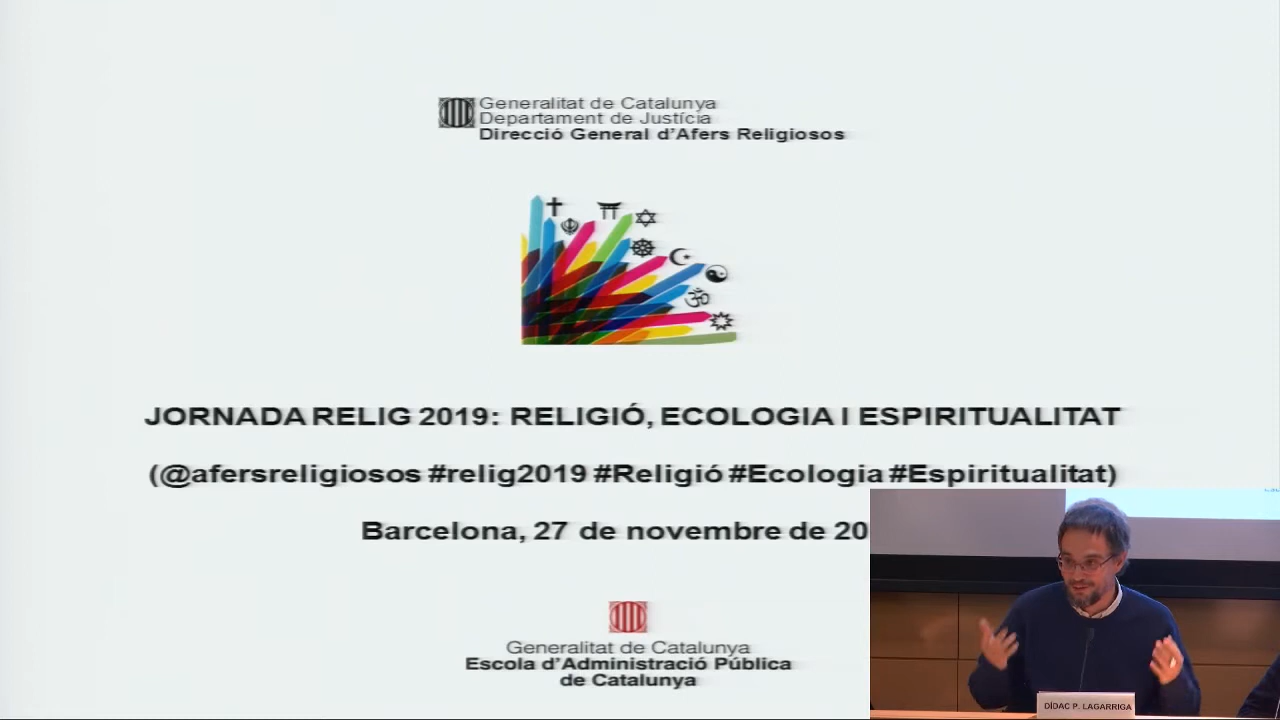 Generalitat de Catalunya
Departament de Justícia
Direcció General d'Afers Religiosos
JORNADA RELIG 2019: RELIGIÓ, ECOLOGIA I ESPIRITUALITAT
(@afersreligiosos #relig2019 #Religió #Ecologia #Espiritualitat)
Barcelona, 27 de novembre de 20
Generalitat de Catalunya
Escola d'Administració Pública
de Catalunya
DÍDAC P. LAGARRIGA